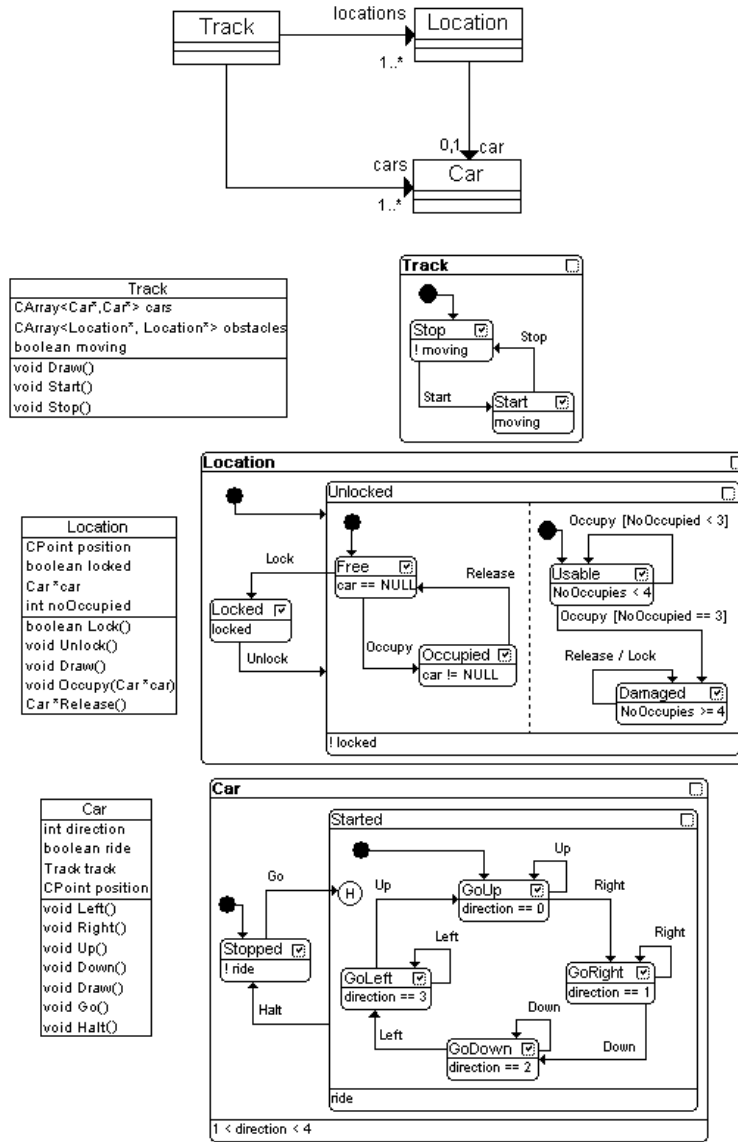 Track
locations
Location
1..*
0,1 car
cars
Car
1..*
Track
CArray<Car*,Car*> cars
CArray<Location*, Location*> obstacles
boolean moving
void Draw()
void Start()
void Stop()
Track
Stop
! moving
Stop
Start
Start
moving
Location
CPoint position
boolean locked
Car *car
int noOccupied
boolean Lock()
void Unlock()
void Draw()
void Occupy(Car *car)
Car *Release()
Location
Unlocked
Lock
Locked
locked
Unlock
Free
car == NULL
Release
Occupy
Occupied
car != NULL
Occupy [NoOccupied < 3]
Usable
NoOccupies < 4
Occupy [NoOccupied == 3]
Release / Lock
Damaged
NoOccupies >= 4
! locked
Car
int direction
boolean ride
Track track
CPoint position
void Left()
void Right()
void Up()
void Down()
void Draw()
void Go()
void Halt()
Car
Started
Go
H
Stopped
! ride
Halt
Up
Up
GoUp
direction == 0
Right
Left
GoLeft
direction == 3
Right
GoRight
direction == 1
Down
Left
GoDown
direction == 2
Down
ride
1 < direction < 4